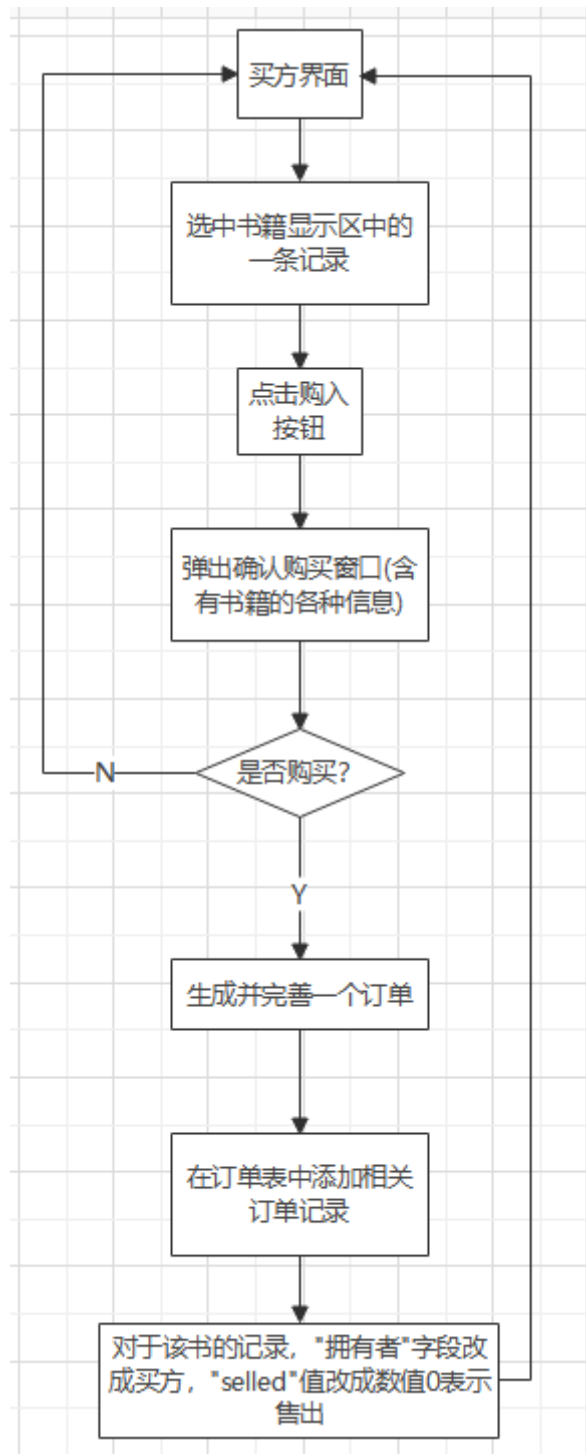 买方界面
选中书籍显示区中的
一条记录
点击购入
按钮
弹出确认购买窗口(含
有书籍的各种信息)
是否购买?
N
Y
生成并完善一个订单
在订单表中添加相关
订单记录
对于该书的记录，"拥有者"字段改
成买方，"selled"值改成数值0表示
售出